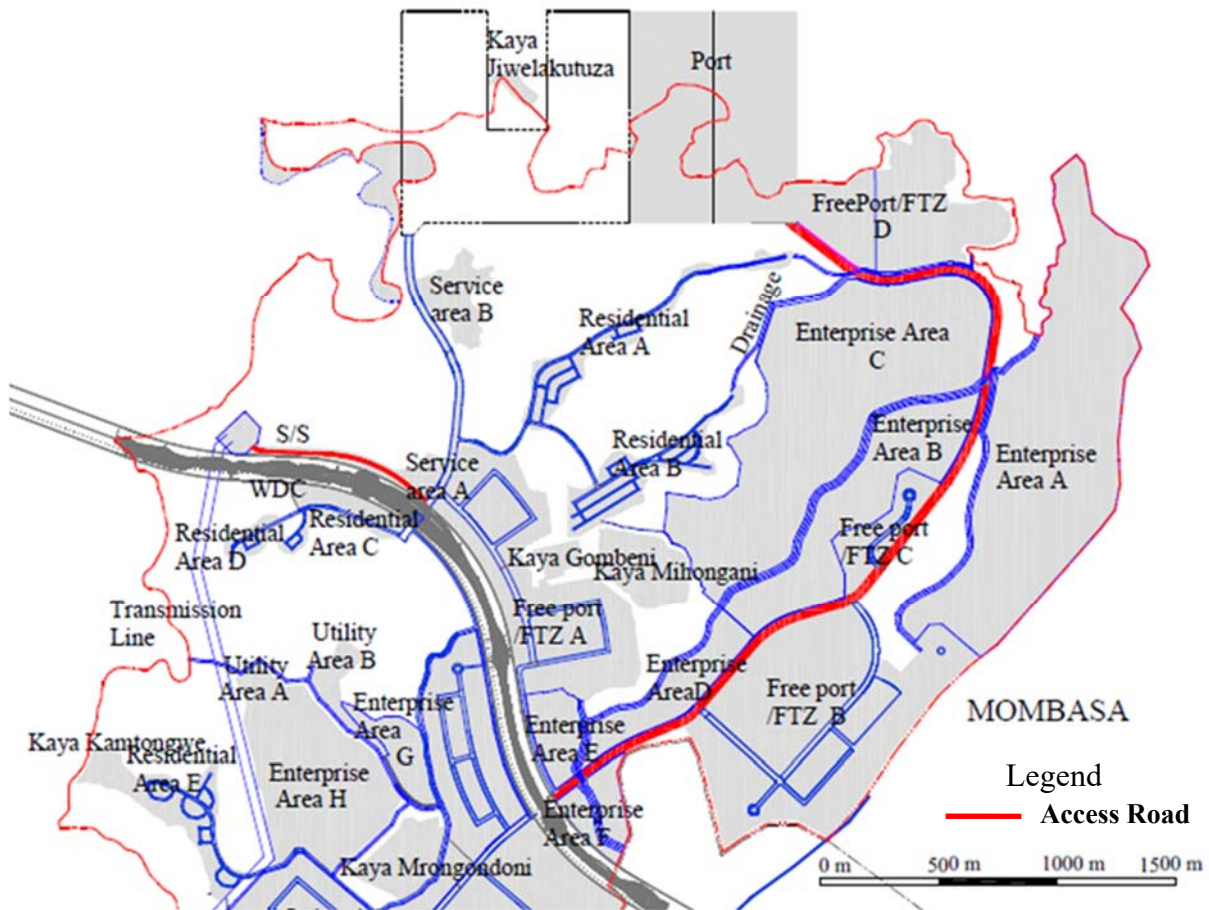 Kaya
Jiwelakutuza
Port
FreePort/FTZ
D
Service
area B
Residential
Area A
Drainage
Enterprise Area
C
S/S
Service
area A
Residential
Area B
Enterprise
Area B
Enterprise
Area A
WDC
Residential
Area D
Residential
Area C
Free port
/FTZ C
Kaya Gombeni
Kaya Mihongani
Transmission
Line
Utility
Area B
Free port
/FTZ A
Utility
Area A
Enterprise
AreaD
Free port
/FTZ B
Enterprise
Area
G
MOMBASA
Kaya Kamtongwe
Residential
Area E
Enterprise
Area E
Enterprise
Area H
Legend
Access Road
Enterprise
Area F
Kaya Mrongondoni
0 m 500 m 1000 m 1500 m